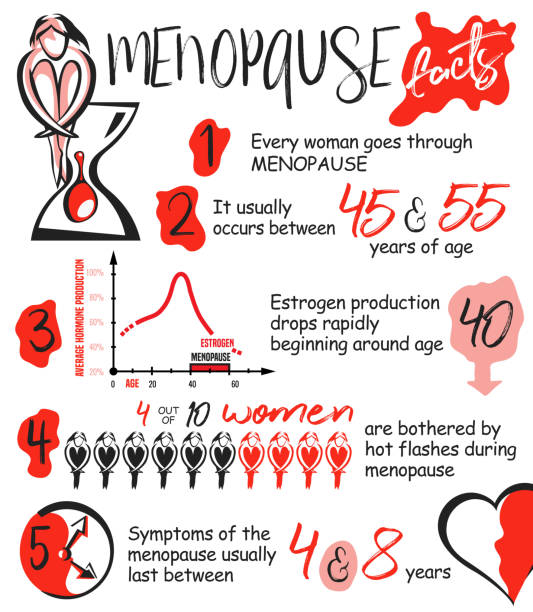 MENOPAUSE facts
1
Every woman goes through
MENOPAUSE
2
It usually
occurs between 45 & 55
years of age
3
AVERAGE HORMONE PRODUCTION
100%
80%
60%
40%
20%
ESTROGEN
MENOPAUSE
0 AGE 20 40 60
Estrogen production
drops rapidly
beginning around age 40
4
4 OUT OF 10 women
are bothered by
hot flashes during
menopause
5
Symptoms of the
menopause usually
last between 4 & 8 years